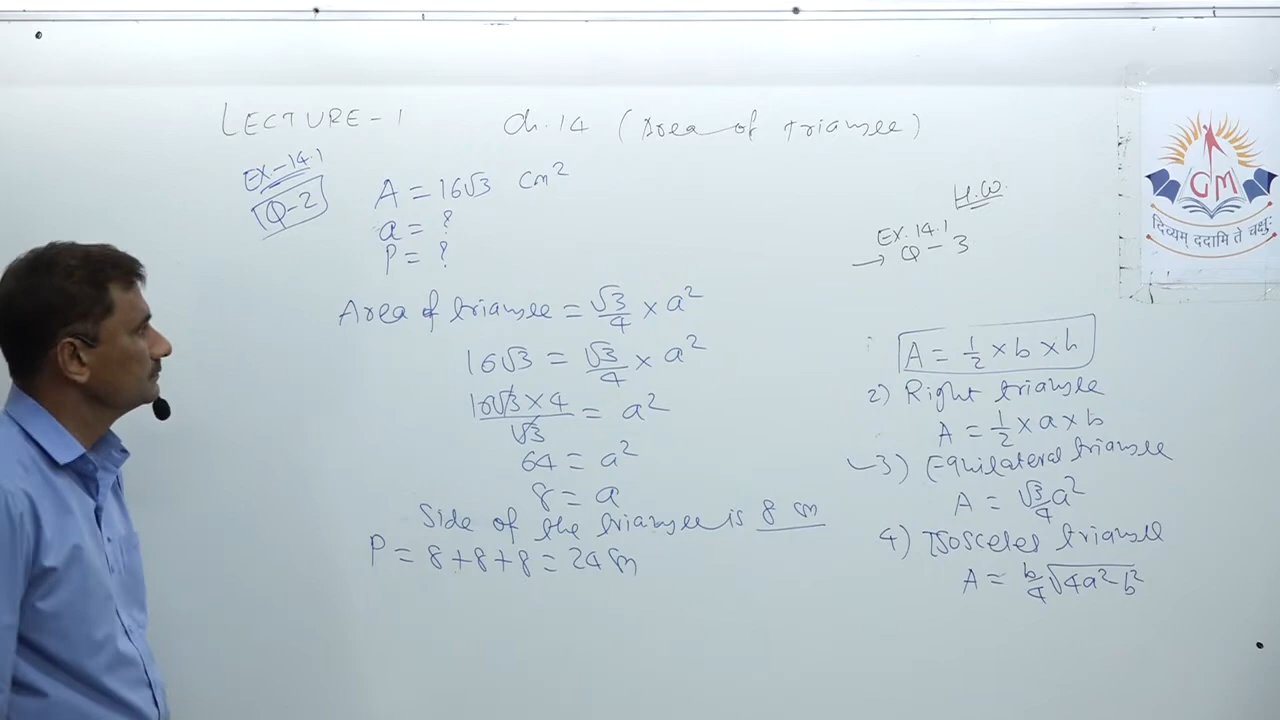 LECTURE-1 Ch.14 (Area of triangle)
Ex-14.1
Q-2
A = 16√3 cm²
a = ?
P = ?
Area of triangle = √3/4 × a²
16√3 = √3/4 × a²
16√3 × 4/√3 = a²
64 = a²
8 = a
Side of the triangle is 8 cm
P = 8+8+8 = 24 cm
H.W.
Ex.14.1
→ Q-3
A = 1/2 × b × h
2) Right triangle
A = 1/2 × a × b
3) Equilateral triangle
A = √3/4 a²
4) Isosceles triangle
A = b/4 √4a²-b²
GM
दिव्यम् ददामि ते चक्षुः